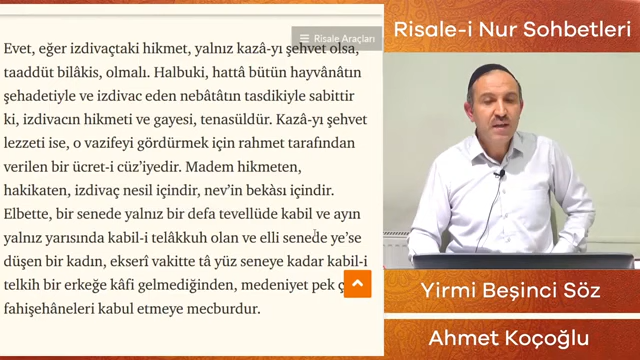 Risale Araçları
Evet, eğer izdivaçtaki hikmet, yalnız kazâ-yı şehvet olsa,
taaddüt bilâkis, olmalı. Halbuki, hattâ bütün hayvânâtın
şehadetiyle ve izdivac eden nebâtâtın tasdikiyle sabittir
ki, izdivacın hikmeti ve gayesi, tenasüldür. Kazâ-yı şehvet
lezzeti ise, o vazifeyi gördürmek için rahmet tarafından
verilen bir ücret-i cüz’iyedir. Madem hikmeten,
hakikaten, izdivaç nesil içindir, nev’in bekàsı içindir.
Elbette, bir senede yalnız bir defa tevellüde kabil ve ayın
yalnız yarısında kabil-i telâkkuh olan ve elli senede ye’se
düşen bir kadın, ekserî vakitte tâ yüz seneye kadar kabil-i
telkih bir erkeğe kâfi gelmediğinden, medeniyet pek
fahişehâneleri kabul etmeye mecburdur.
Risale-i Nur Sohbetleri
Yirmi Beşinci Söz
Ahmet Koçoğlu